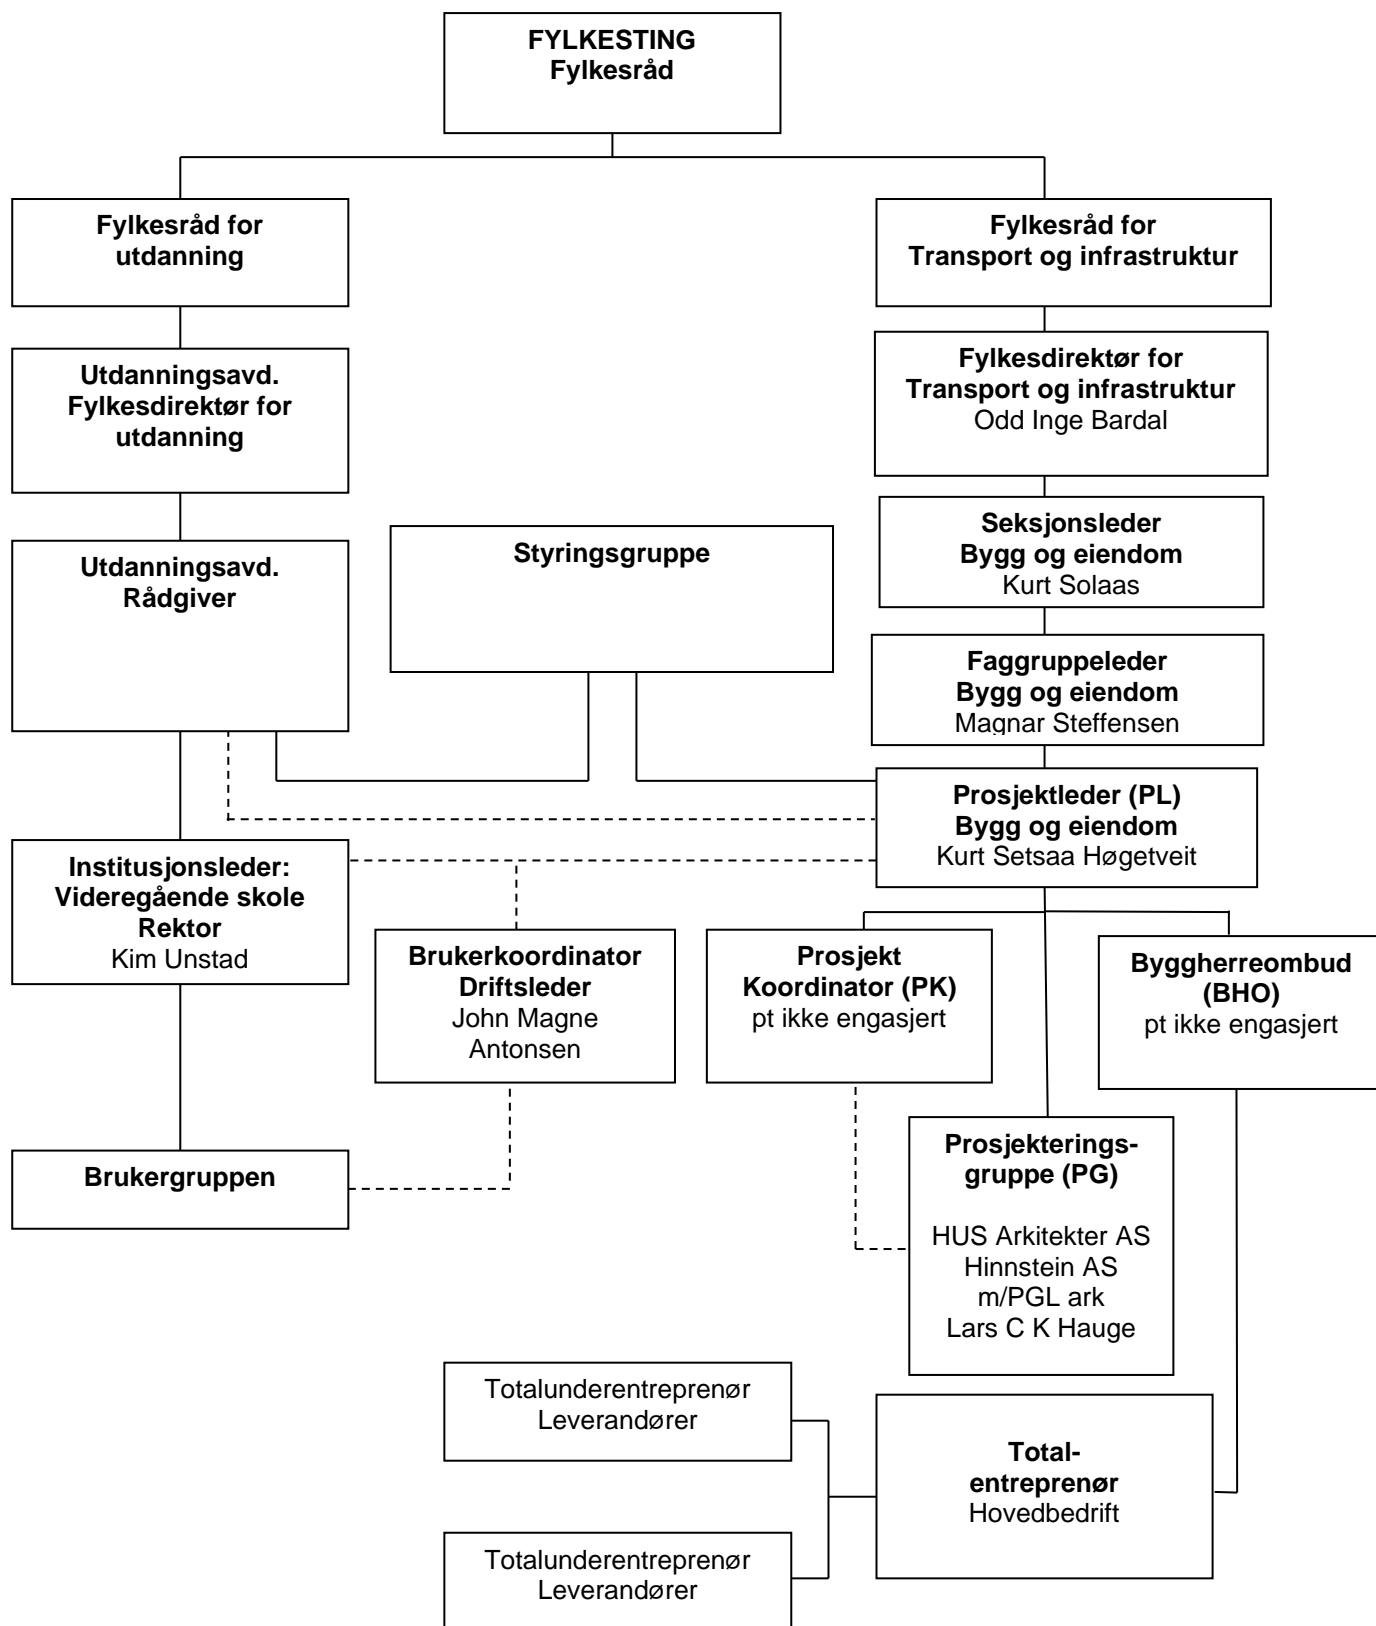 FYLKESTING
Fylkesråd
Fylkesråd for
utdanning
Fylkesråd for
Transport og infrastruktur
Utdanningsavd.
Fylkesdirektør for
utdanning
Fylkesdirektør for
Transport og infrastruktur
Odd Inge Bardal
Utdanningsavd.
Rådgiver
Styringsgruppe
Seksjonsleder
Bygg og eiendom
Kurt Solaas
Faggruppeleder
Bygg og eiendom
Magnar Steffensen
Prosjektleder (PL)
Bygg og eiendom
Kurt Setsaa Høgetveit
Institusjonsleder:
Videregående skole
Rektor
Kim Unstad
Brukerkoordinator
Driftsleder
John Magne
Antonsen
Prosjekt
Koordinator (PK)
pt ikke engasjert
Byggherreombud
(BHO)
pt ikke engasjert
Brukergruppen
Prosjekterings-
gruppe (PG)
HUS Arkitekter AS
Hinnstein AS
m/PGL ark
Lars C K Hauge
Totalunderentreprenør
Leverandører
Total-
entreprenør
Hovedbedrift
Totalunderentreprenør
Leverandører